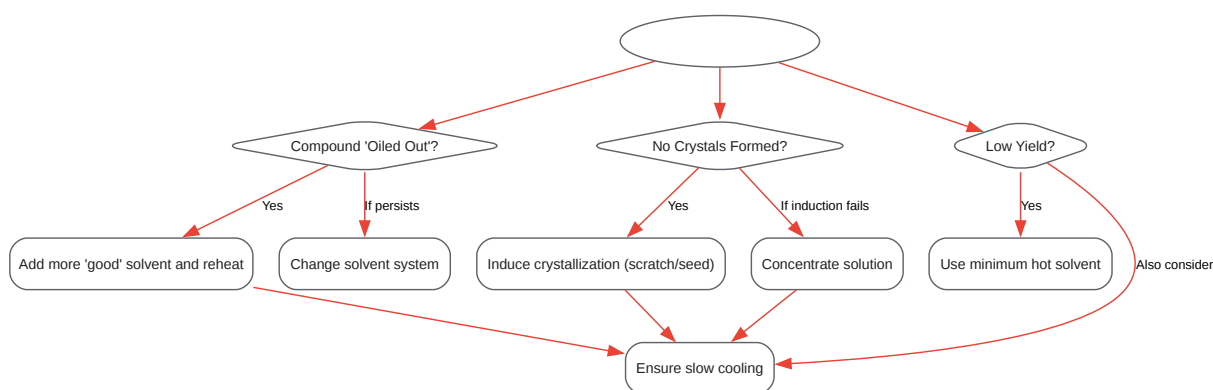 Compound 'Oiled Out'?
No Crystals Formed?
Low Yield?
Yes
If persists
Yes
If induction fails
Yes
Add more 'good' solvent and reheat
Change solvent system
Induce crystallization (scratch/seed)
Concentrate solution
Use minimum hot solvent
Also consider
Ensure slow cooling